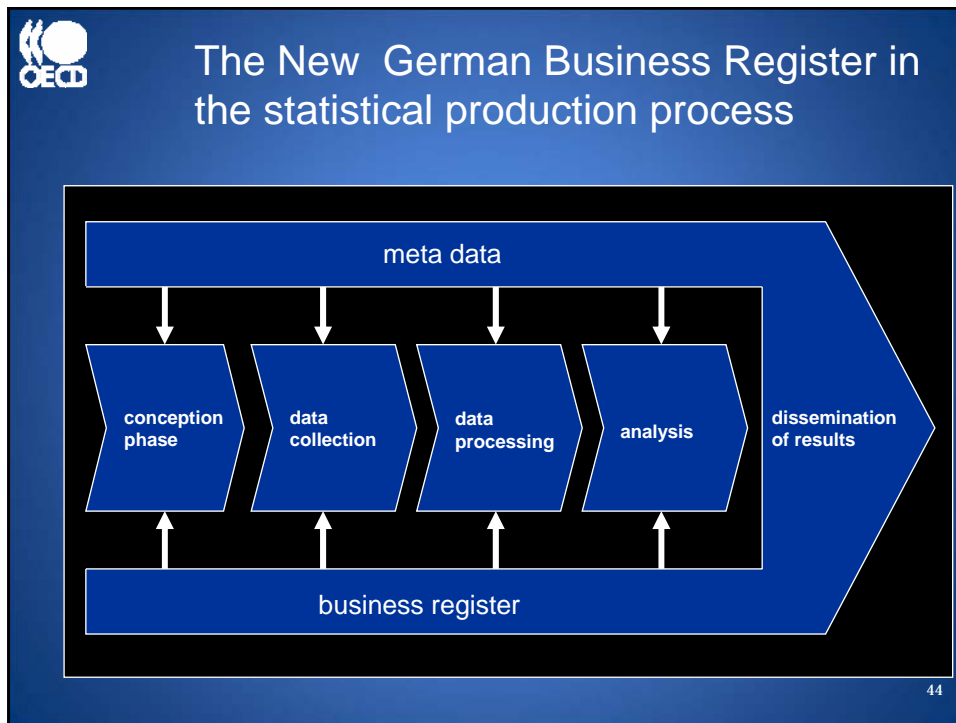 OECD
The New German Business Register in
the statistical production process
meta data
conception
phase
data
collection
data
processing
analysis
dissemination
of results
business register
44